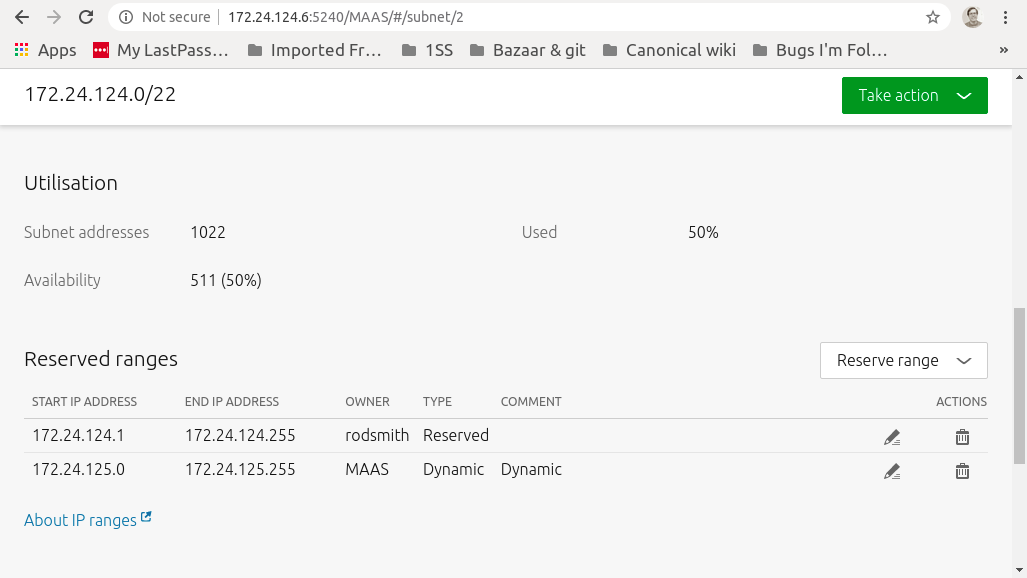 Not secure | 172.24.124.6:5240/MAAS/#/subnet/2
Apps My LastPass… Imported Fr… 1SS Bazaar & git Canonical wiki Bugs I'm Fol… »
172.24.124.0/22 Take action
Utilisation
Subnet addresses 1022 Used 50%
Availability 511 (50%)
Reserved ranges Reserve range
START IP ADDRESS END IP ADDRESS OWNER TYPE COMMENT ACTIONS
172.24.124.1 172.24.124.255 rodsmith Reserved
172.24.125.0 172.24.125.255 MAAS Dynamic Dynamic
About IP ranges